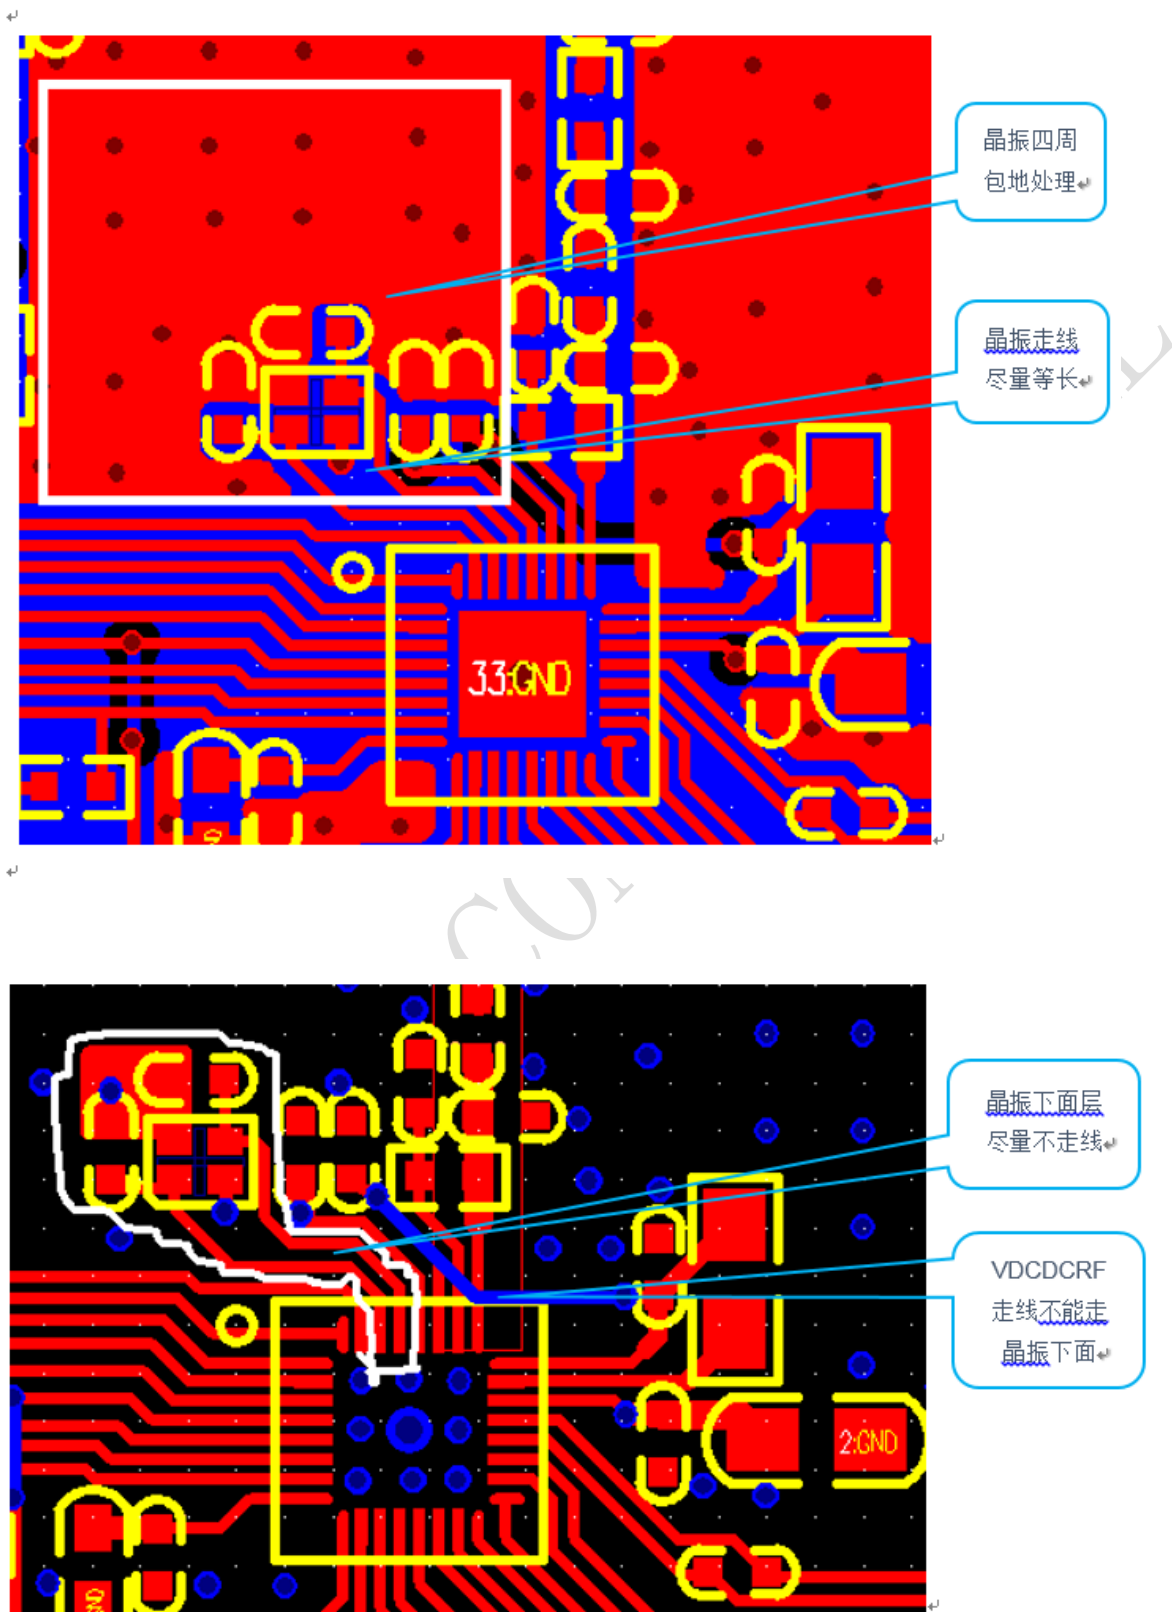 晶振四周
包地处理
晶振走线
尽量等长
33:GND
CON
晶振下面层
尽量不走线
VDCDCRF
走线不能走
晶振下面
2:GND